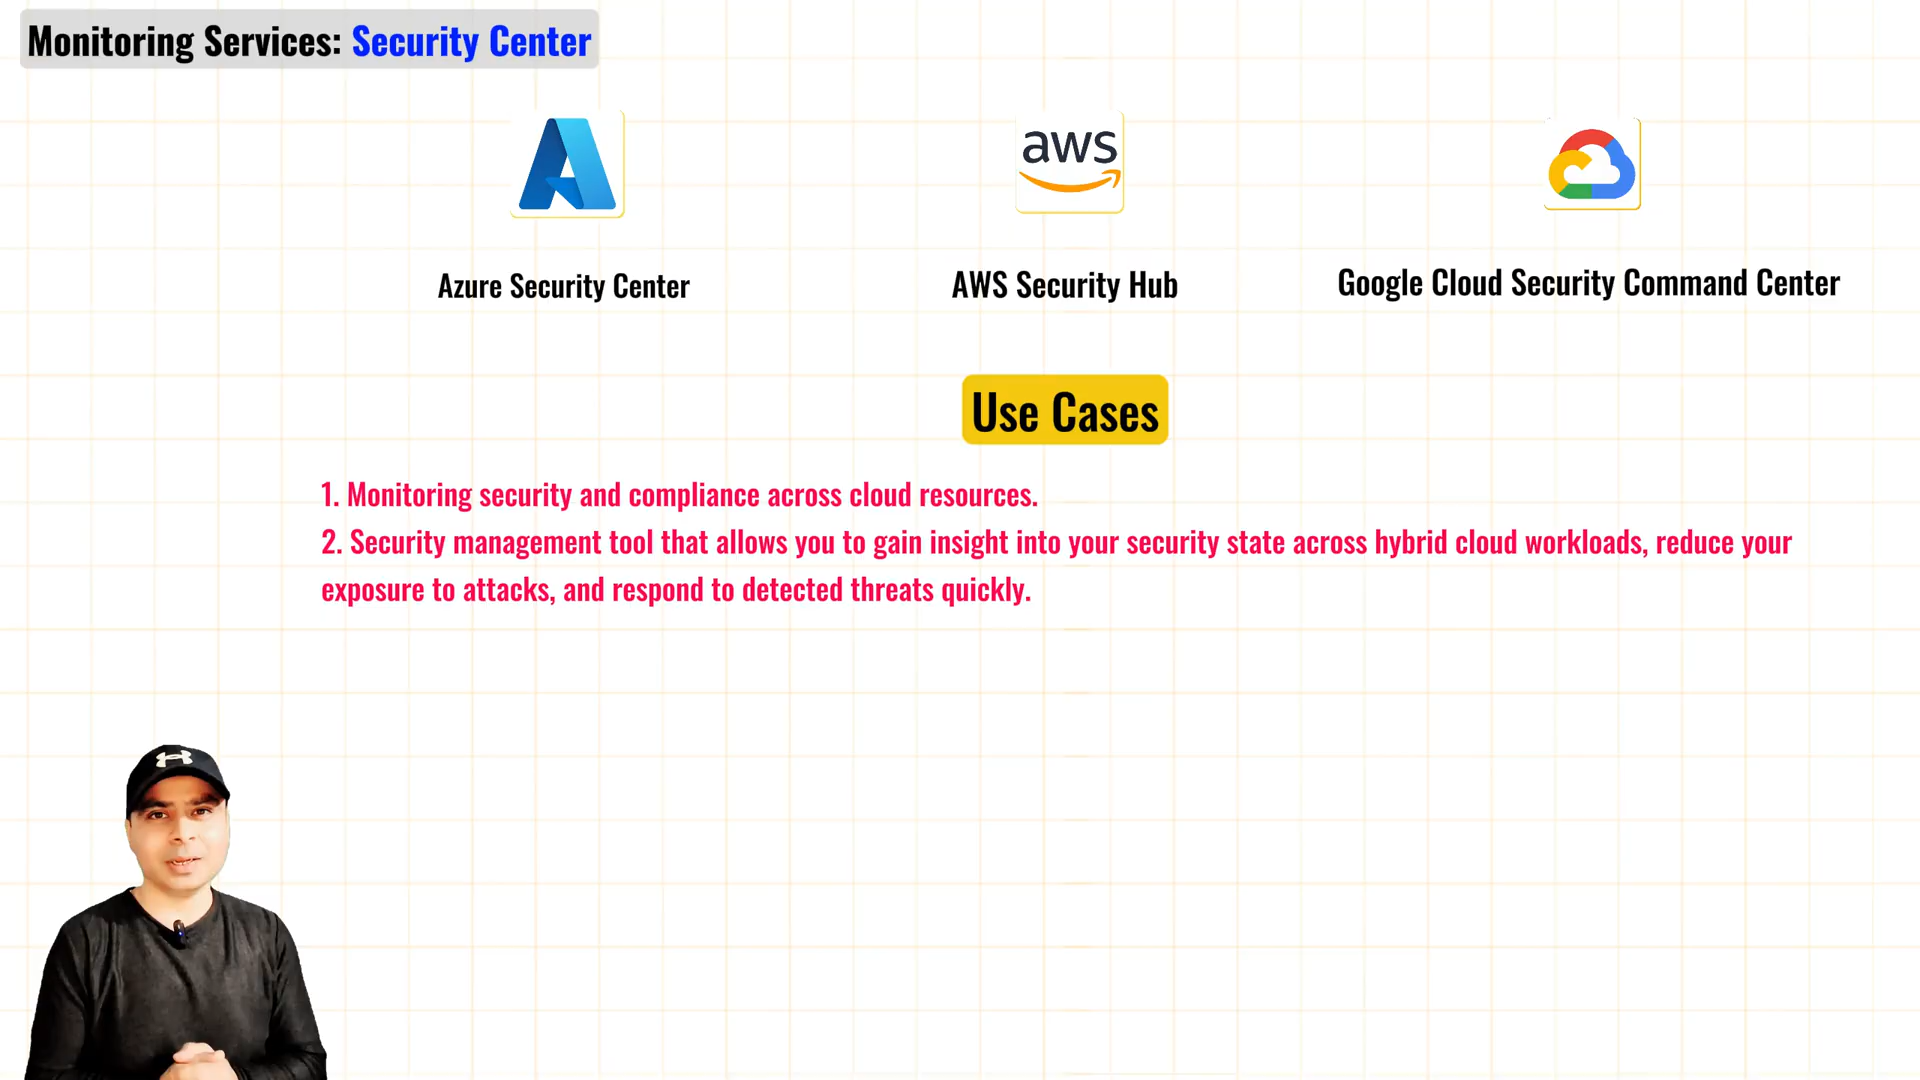 Monitoring Services: Security Center
aws
Azure Security Center
AWS Security Hub
Google Cloud Security Command Center
Use Cases
1. Monitoring security and compliance across cloud resources.
2. Security management tool that allows you to gain insight into your security state across hybrid cloud workloads, reduce your
exposure to attacks, and respond to detected threats quickly.